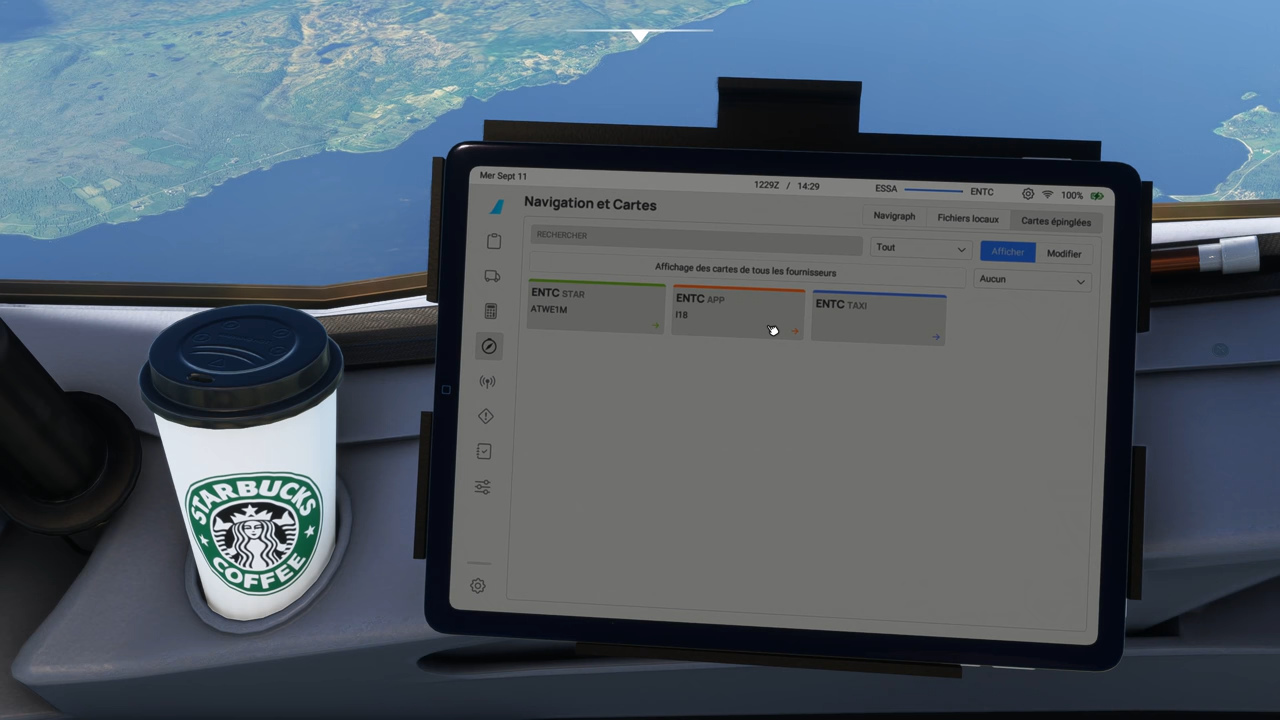 Mer Sept 11
1229Z / 14:29
ESSA
ENTC
100%
Navigation et Cartes
Navigraph
Fichiers locaux
Cartes épinglées
RECHERCHER
Tout
Afficher
Modifier
Affichage des cartes de tous les fournisseurs
Aucun
ENTC STAR
ATWE1M
ENTC APP
I18
ENTC TAXI
STARBUCKS
COFFEE